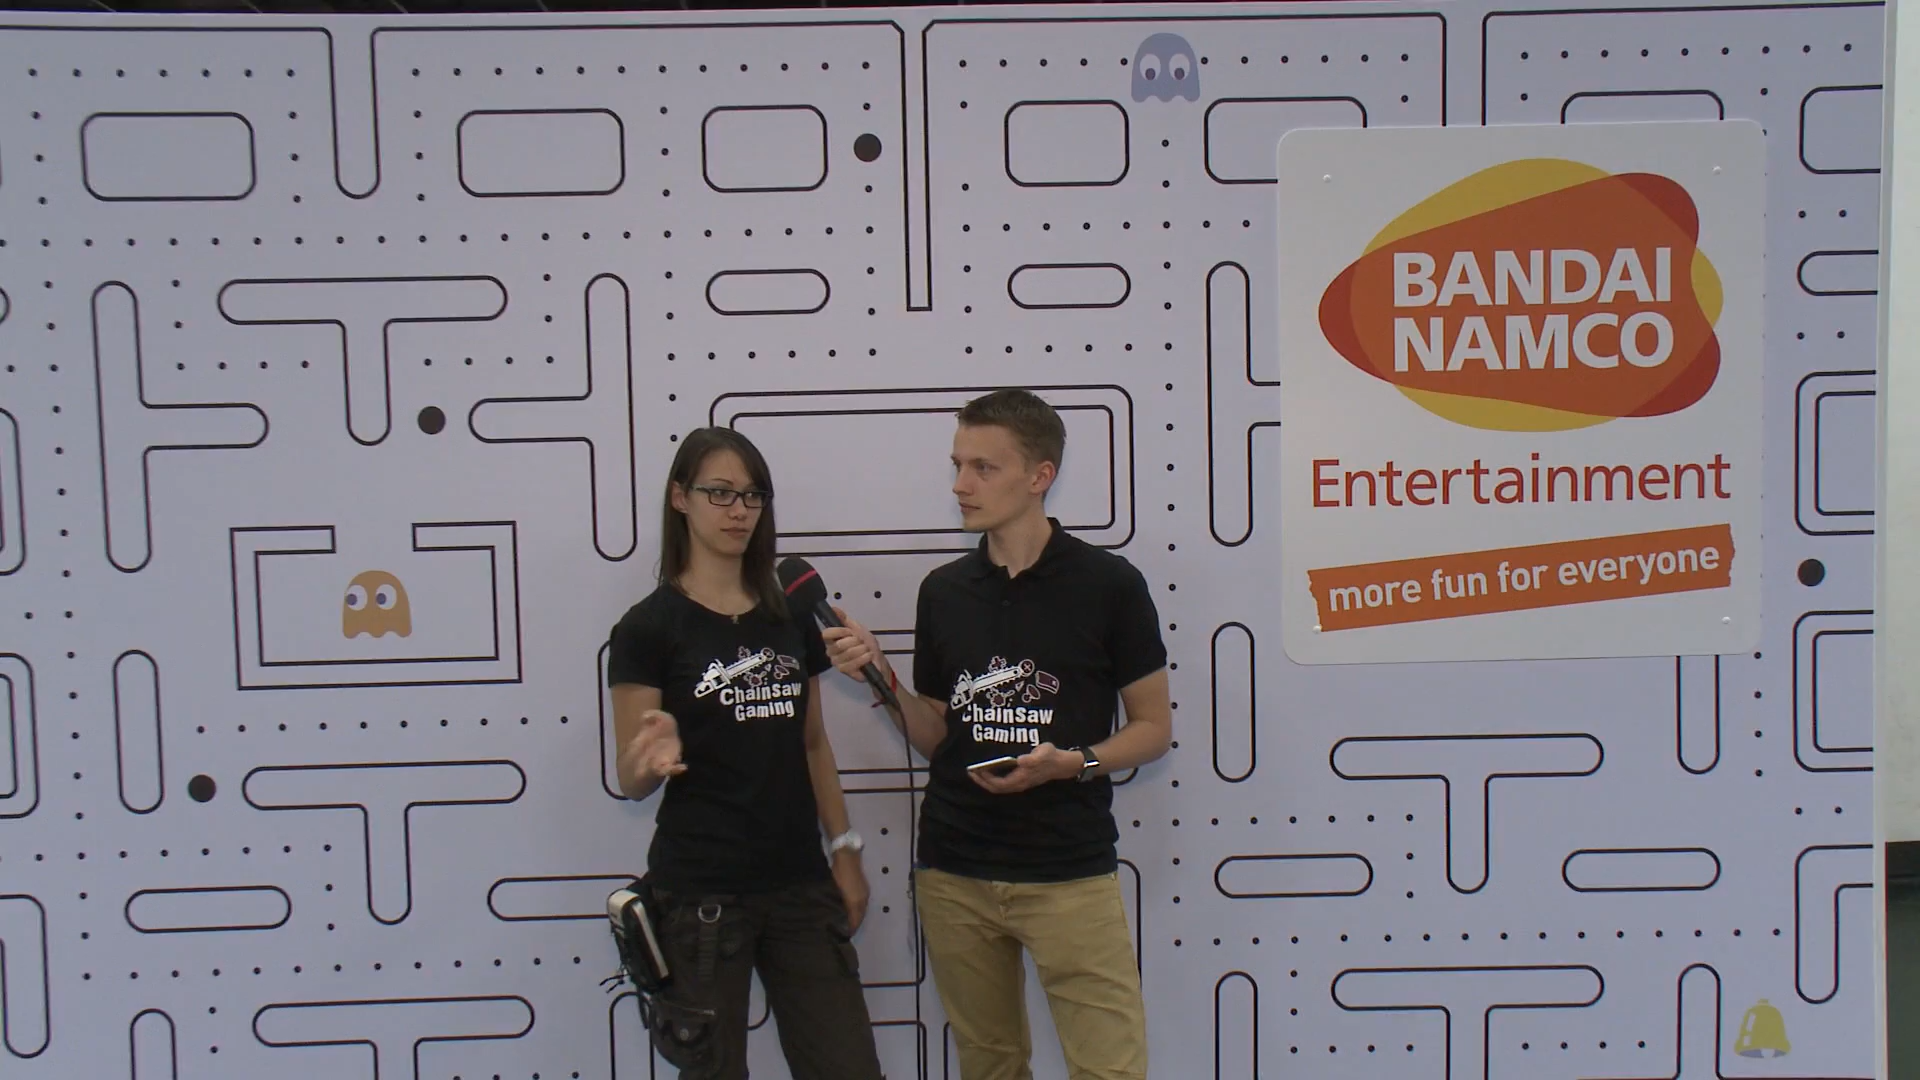 BANDAI
NAMCO
Entertainment
more fun for everyone
ChainSaw
Gaming
ChainSaw
Gaming